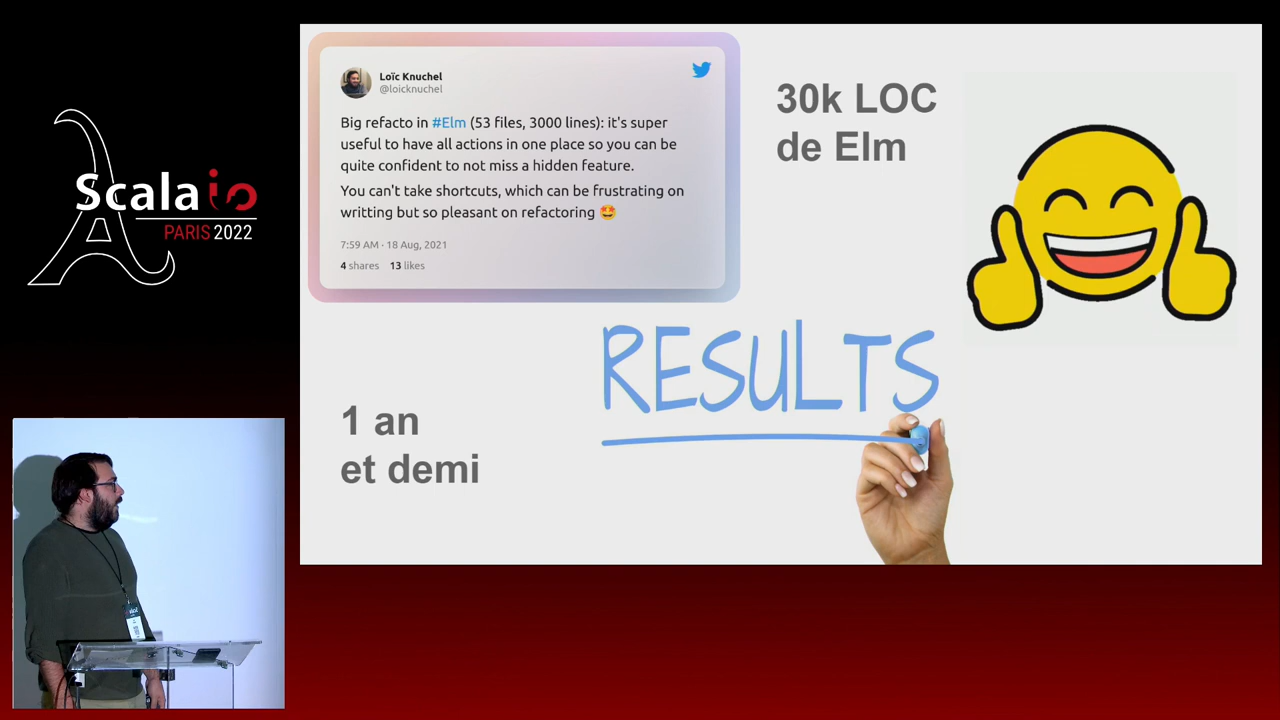 Scalaio
PARIS 2022
Loïc Knuchel
@loicknuchel
Big refacto in #Elm (53 files, 3000 lines): it's super
useful to have all actions in one place so you can be
quite confident to not miss a hidden feature.
You can't take shortcuts, which can be frustrating on
writting but so pleasant on refactoring 🤩
7:59 AM · 18 Aug, 2021
4 shares 13 likes
30k LOC
de Elm
RESULTS
1 an
et demi